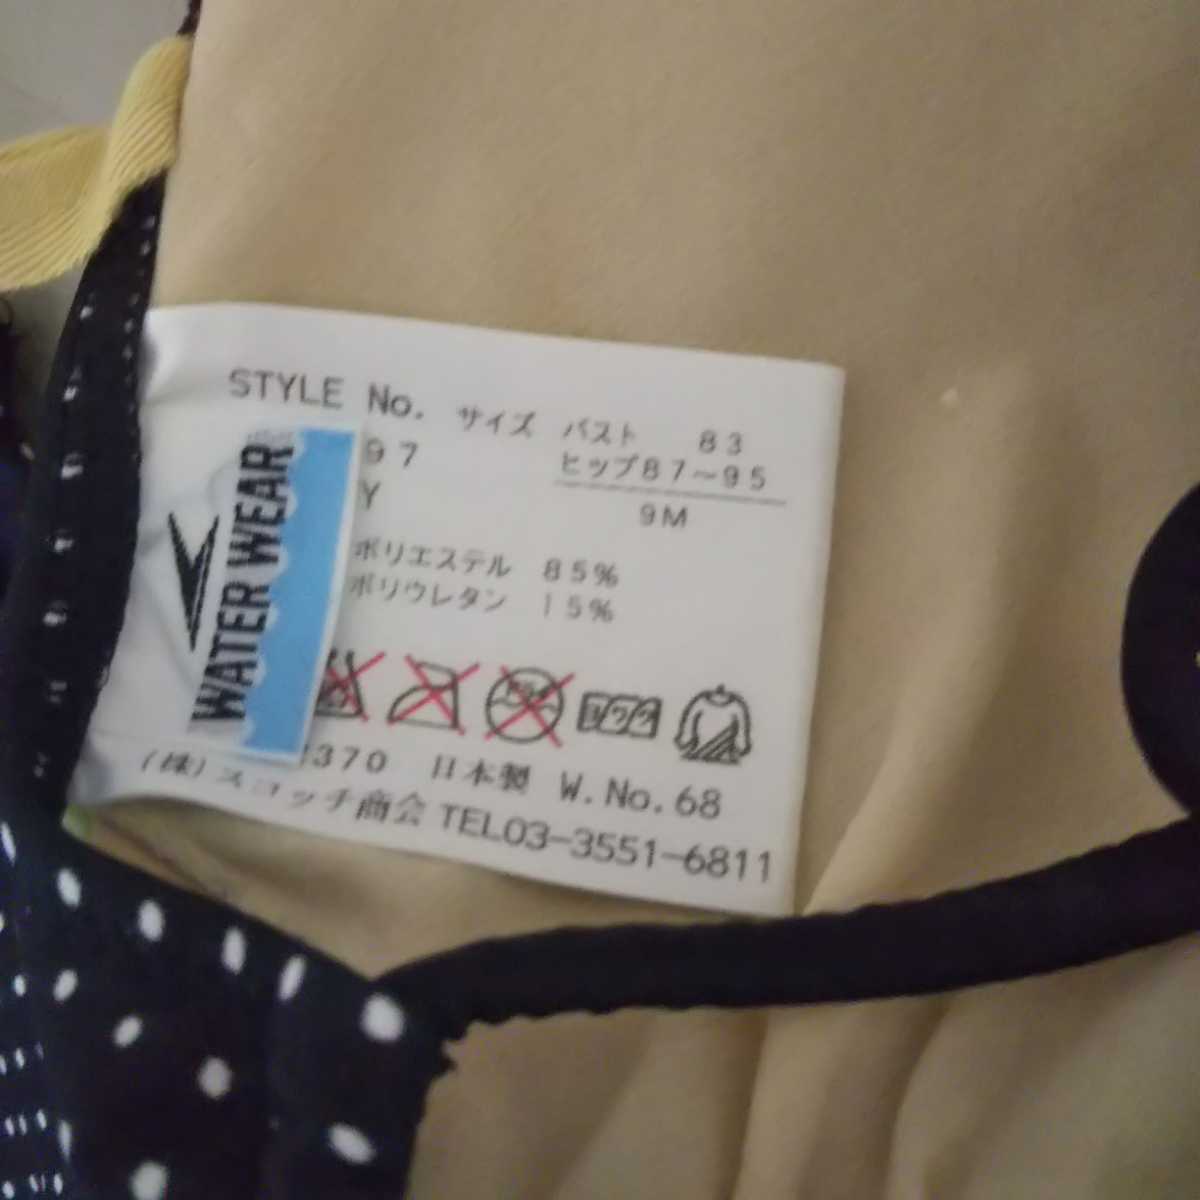 STYLE No. サイズ バスト 83
97 ヒップ87〜95
Y 9M
ポリエステル 85%
ポリウレタン 15%
WATER WEAR
370 日本製 W.No.68
(株)スコッチ商会 TEL03-3551-6811